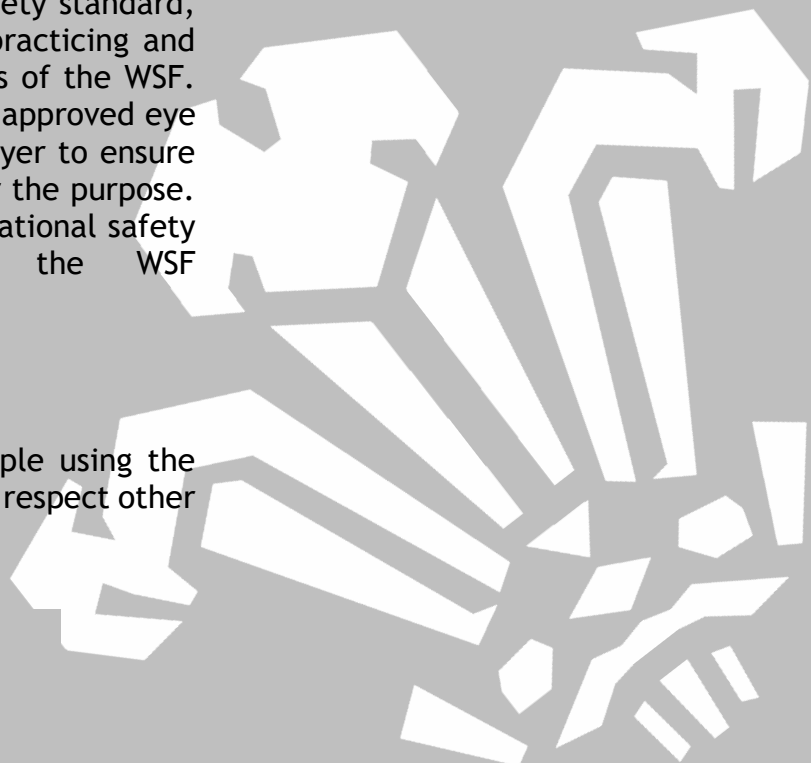 ety standard,
practicing and
s of the WSF.
approved eye
yer to ensure
the purpose.
ational safety
the WSF
ple using the
respect other